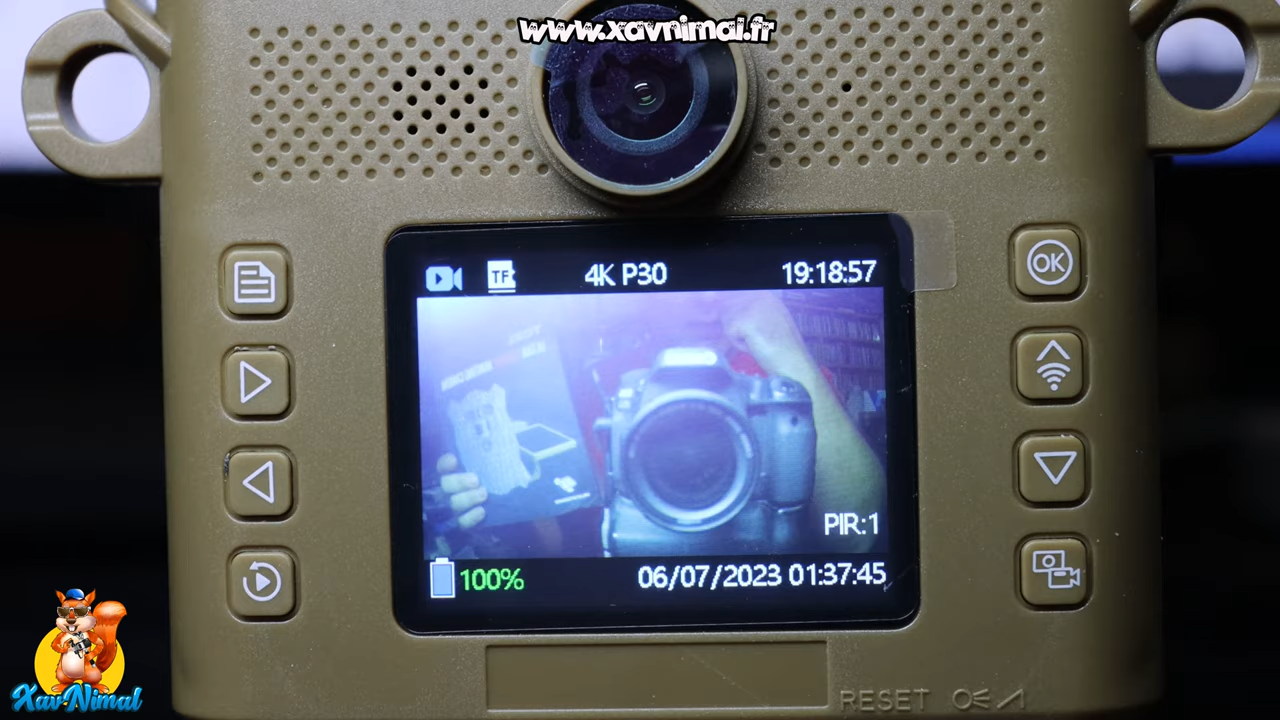 www.xavnimal.fr
TF
4K P30
19:18:57
OK
PIR:1
100%
06/07/2023 01:37:45
RESET
XavNimal